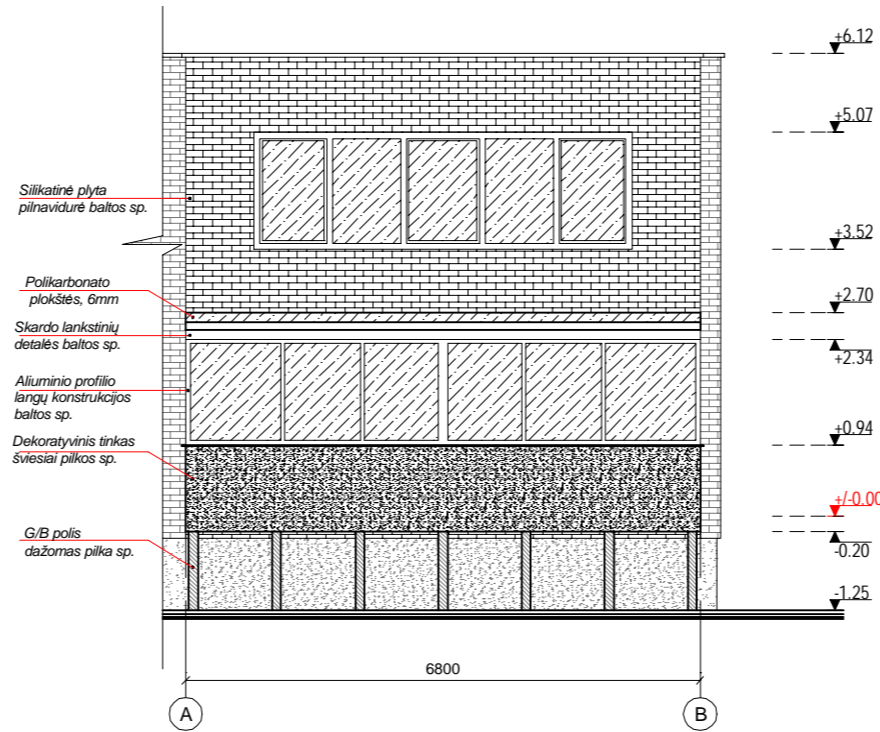 +6.12
+5.07
Silikatinė plyta
pilnavidurė baltos sp.
+3.52
Polikarbonato
plokštės, 6mm
+2.70
Skardo lankstinių
detalės baltos sp.
+2.34
Aliuminio profilio
langų konstrukcijos
baltos sp.
+0.94
Dekoratyvinis tinkas
šviesiai pilkos sp.
+/-0.00
G/B polis
dažomas pilka sp.
-0.20
-1.25
6800
A
B